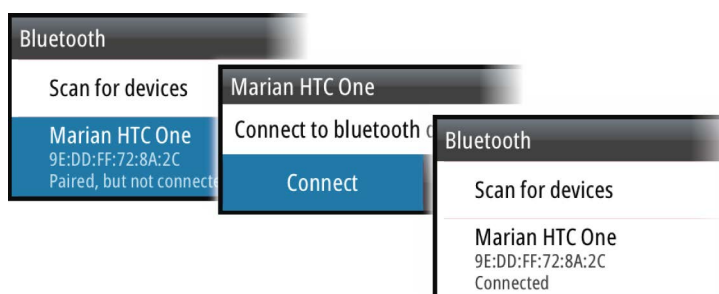 Bluetooth
Scan for devices
Marian HTC One
9E:DD:FF:72:8A:2C
Paired, but not
Marian HTC One
Connect to bluetooth
Connect
Bluetooth
Scan for devices
Marian HTC One
9E:DD:FF:72:8A:2C
Connected